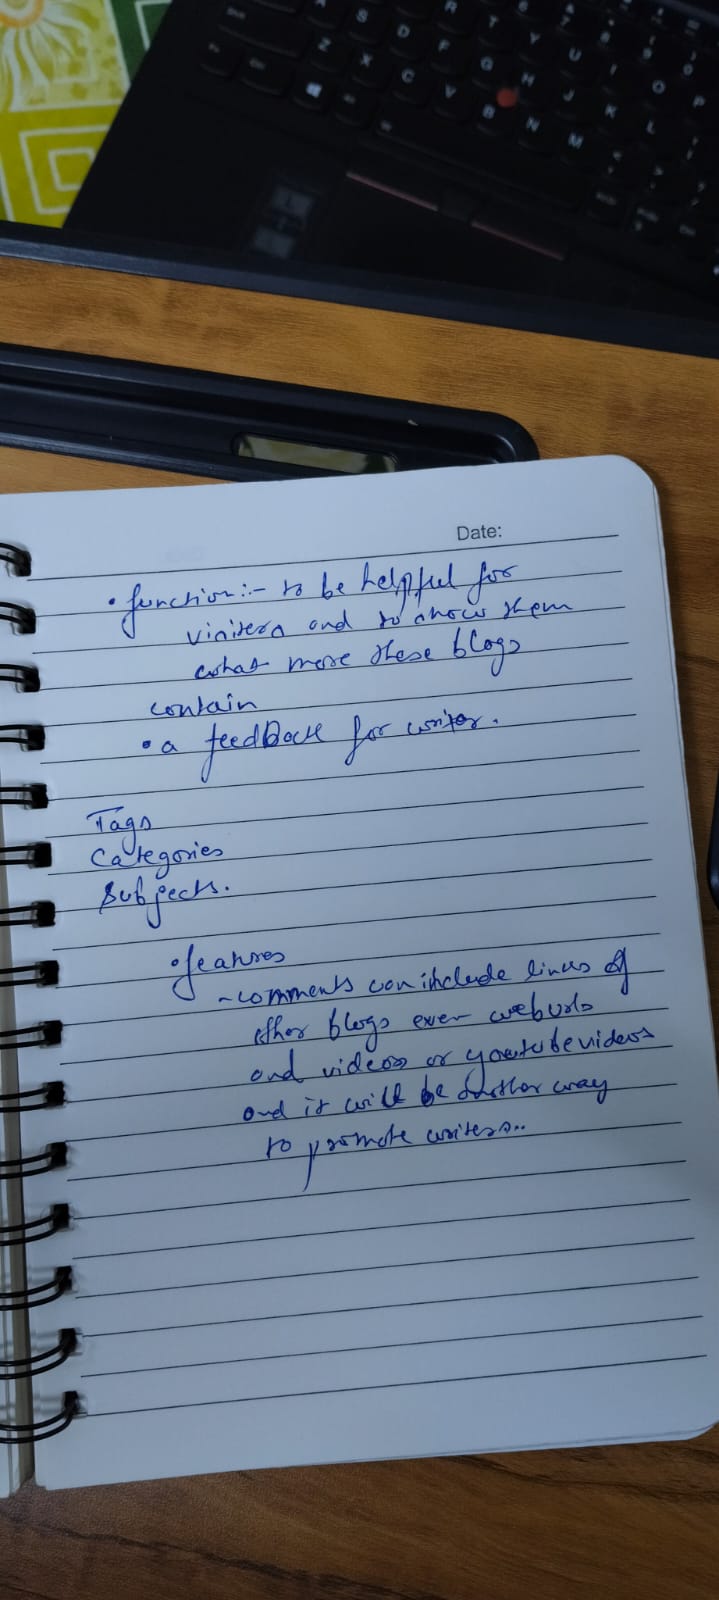 Date:
• function:- to be helpful for
visiters and to show them
what more these blogs
contain
• a feedback for writer.
Tags
Categories
Subjects.
• features
- comments can include links of
other blogs even weburls
and videos or youtube videos
and it will be another way
to promote writers..